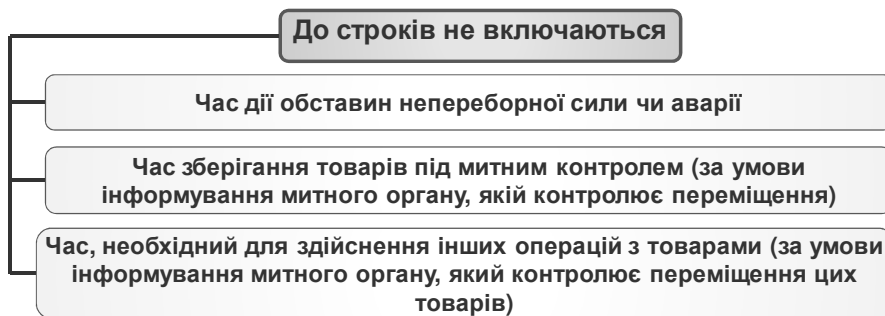 До строків не включаються
Час дії обставин непереборної сили чи аварії
Час зберігання товарів під митним контролем (за умови
інформування митного органу, якій контролює переміщення)
Час, необхідний для здійснення інших операцій з товарами (за умови
інформування митного органу, який контролює переміщення цих
товарів)